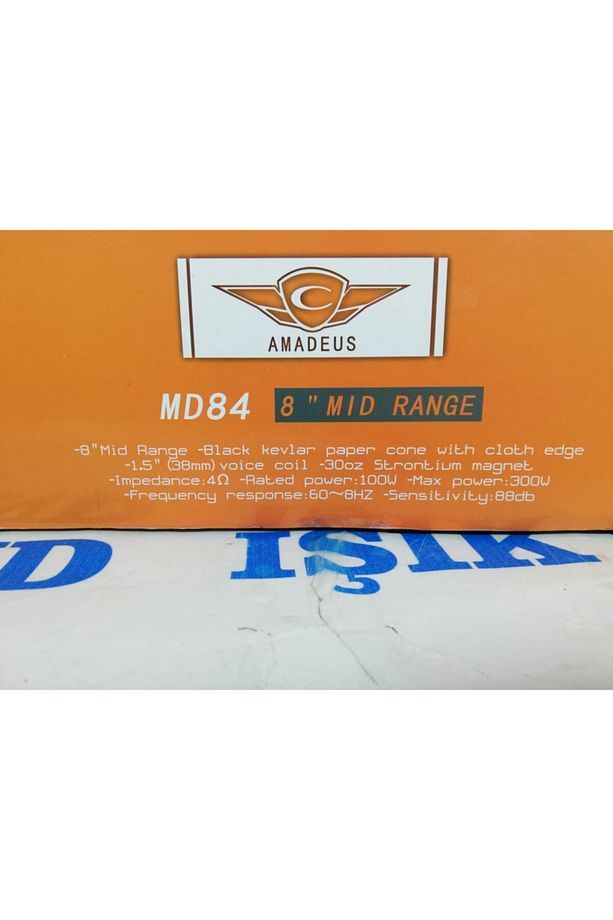 C
AMADEUS
MD84 8" MID RANGE
-8"Mid Range -Black kevlar paper cone with cloth edge
-1.5" (38mm) voice coil -30oz Strontium magnet
-Impedance:4Ω -Rated power:100W -Max power:300W
-Frequency response:60~8HZ -Sensitivity:88db
IŞIK